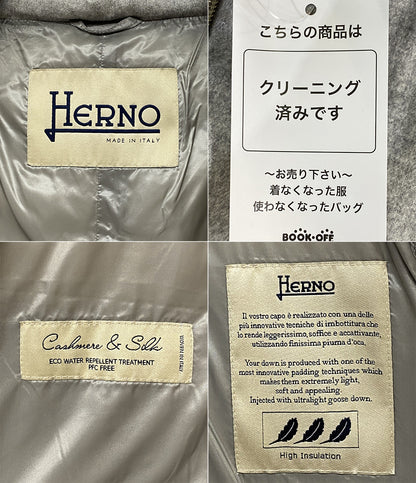 HERNO
MADE IN ITALY
こちらの商品は
クリーニング
済みです
〜お売り下さい〜
着なくなった服
使わなくなったバッグ
BOOK·OFF
Cashmere & Silk
ECO WATER REPELLENT TREATMENT
PFC FREE
HERNO
Il vostro capo è realizzato con una delle
più innovative tecniche di imbottitura che
lo rende leggerissimo, soffice e accattivante,
utilizzando finissima piuma d'oca.
Your down is produced with one of the
most innovative padding techniques which
makes them extremely light,
soft and appealing.
Injected with ultralight goose down.
High Insulation